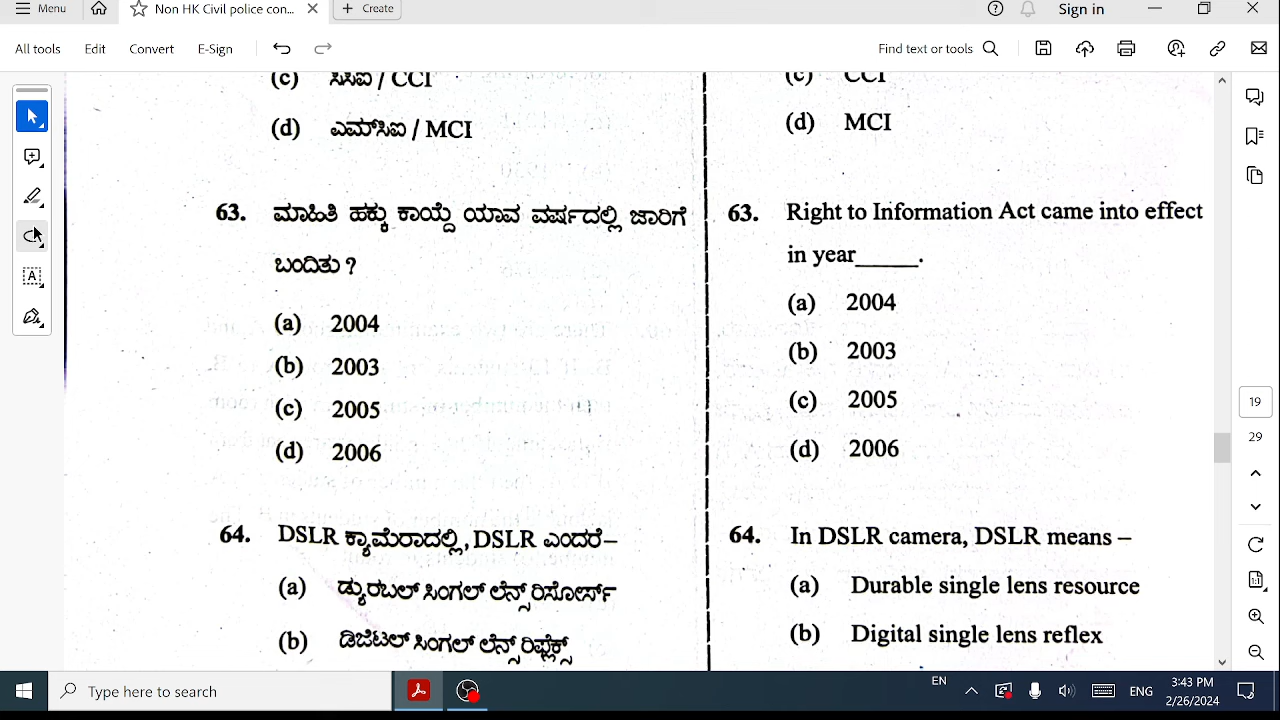 Menu
Non HK Civil police con...
Create
Sign in
All tools Edit Convert E-Sign
Find text or tools
(c) ಸಿಸಿಐ / CCI
(d) ಎಮ್‌ಸಿಐ / MCI
63. ಮಾಹಿತಿ ಹಕ್ಕು ಕಾಯ್ದೆ ಯಾವ ವರ್ಷದಲ್ಲಿ ಜಾರಿಗೆ
ಬಂದಿತು ?
(a) 2004
(b) 2003
(c) 2005
(d) 2006
64. DSLR ಕ್ಯಾಮೆರಾದಲ್ಲಿ, DSLR ಎಂದರೆ–
(a) ಡ್ಯುರಬಲ್ ಸಿಂಗಲ್ ಲೆನ್ಸ್ ರಿಸೋರ್ಸ್
(b) ಡಿಜಿಟಲ್ ಸಿಂಗಲ್ ಲೆನ್ಸ್ ರಿಫ್ಲೆಕ್ಸ್
(c) CCI
(d) MCI
63. Right to Information Act came into effect
in year_____.
(a) 2004
(b) 2003
(c) 2005
(d) 2006
64. In DSLR camera, DSLR means –
(a) Durable single lens resource
(b) Digital single lens reflex
19
29
Type here to search
EN
ENG
3:43 PM
2/26/2024